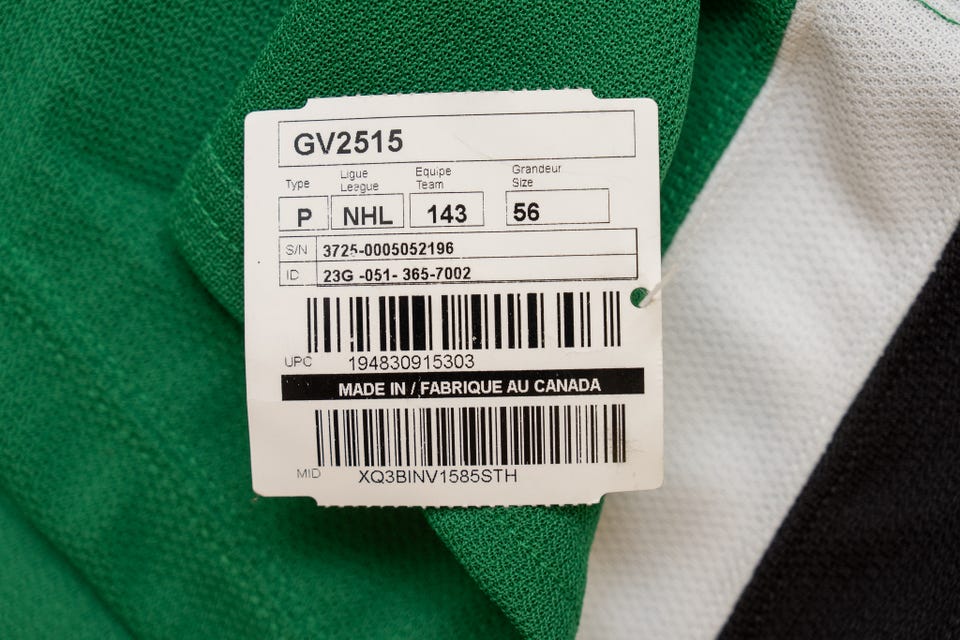 GV2515
Type Ligue League Equipe Team Grandeur Size
P NHL 143 56
S/N 3725-0005052196
ID 23G -051- 365-7002
UPC 194830915303
MADE IN / FABRIQUE AU CANADA
MID XQ3BINV1585STH